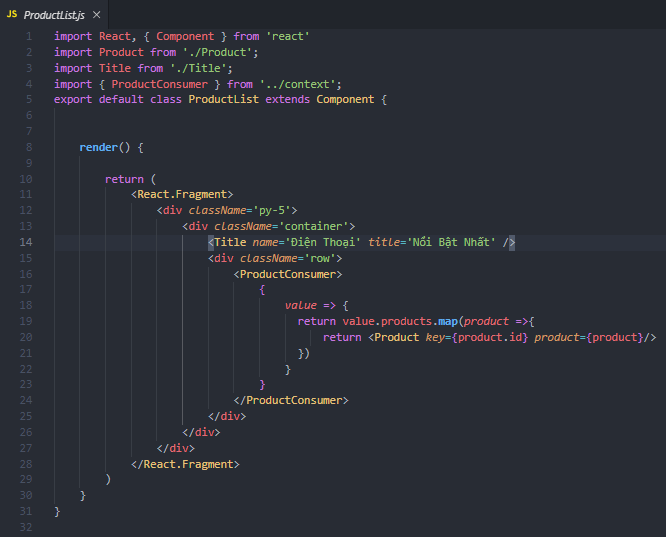 JS ProductList.js ×
1 import React, { Component } from 'react'
2 import Product from './Product';
3 import Title from './Title';
4 import { ProductConsumer } from '../context';
5 export default class ProductList extends Component {
6
7
8 render() {
9
10 return (
11 <React.Fragment>
12 <div className='py-5'>
13 <div className='container'>
14 <Title name='Điện Thoại' title='Nổi Bật Nhất' />
15 <div className='row'>
16 <ProductConsumer>
17 {
18 value => {
19 return value.products.map(product =>{
20 return <Product key={product.id} product={product}/>
21 })
22 }
23 }
24 </ProductConsumer>
25 </div>
26 </div>
27 </div>
28 </React.Fragment>
29 )
30 }
31 }
32